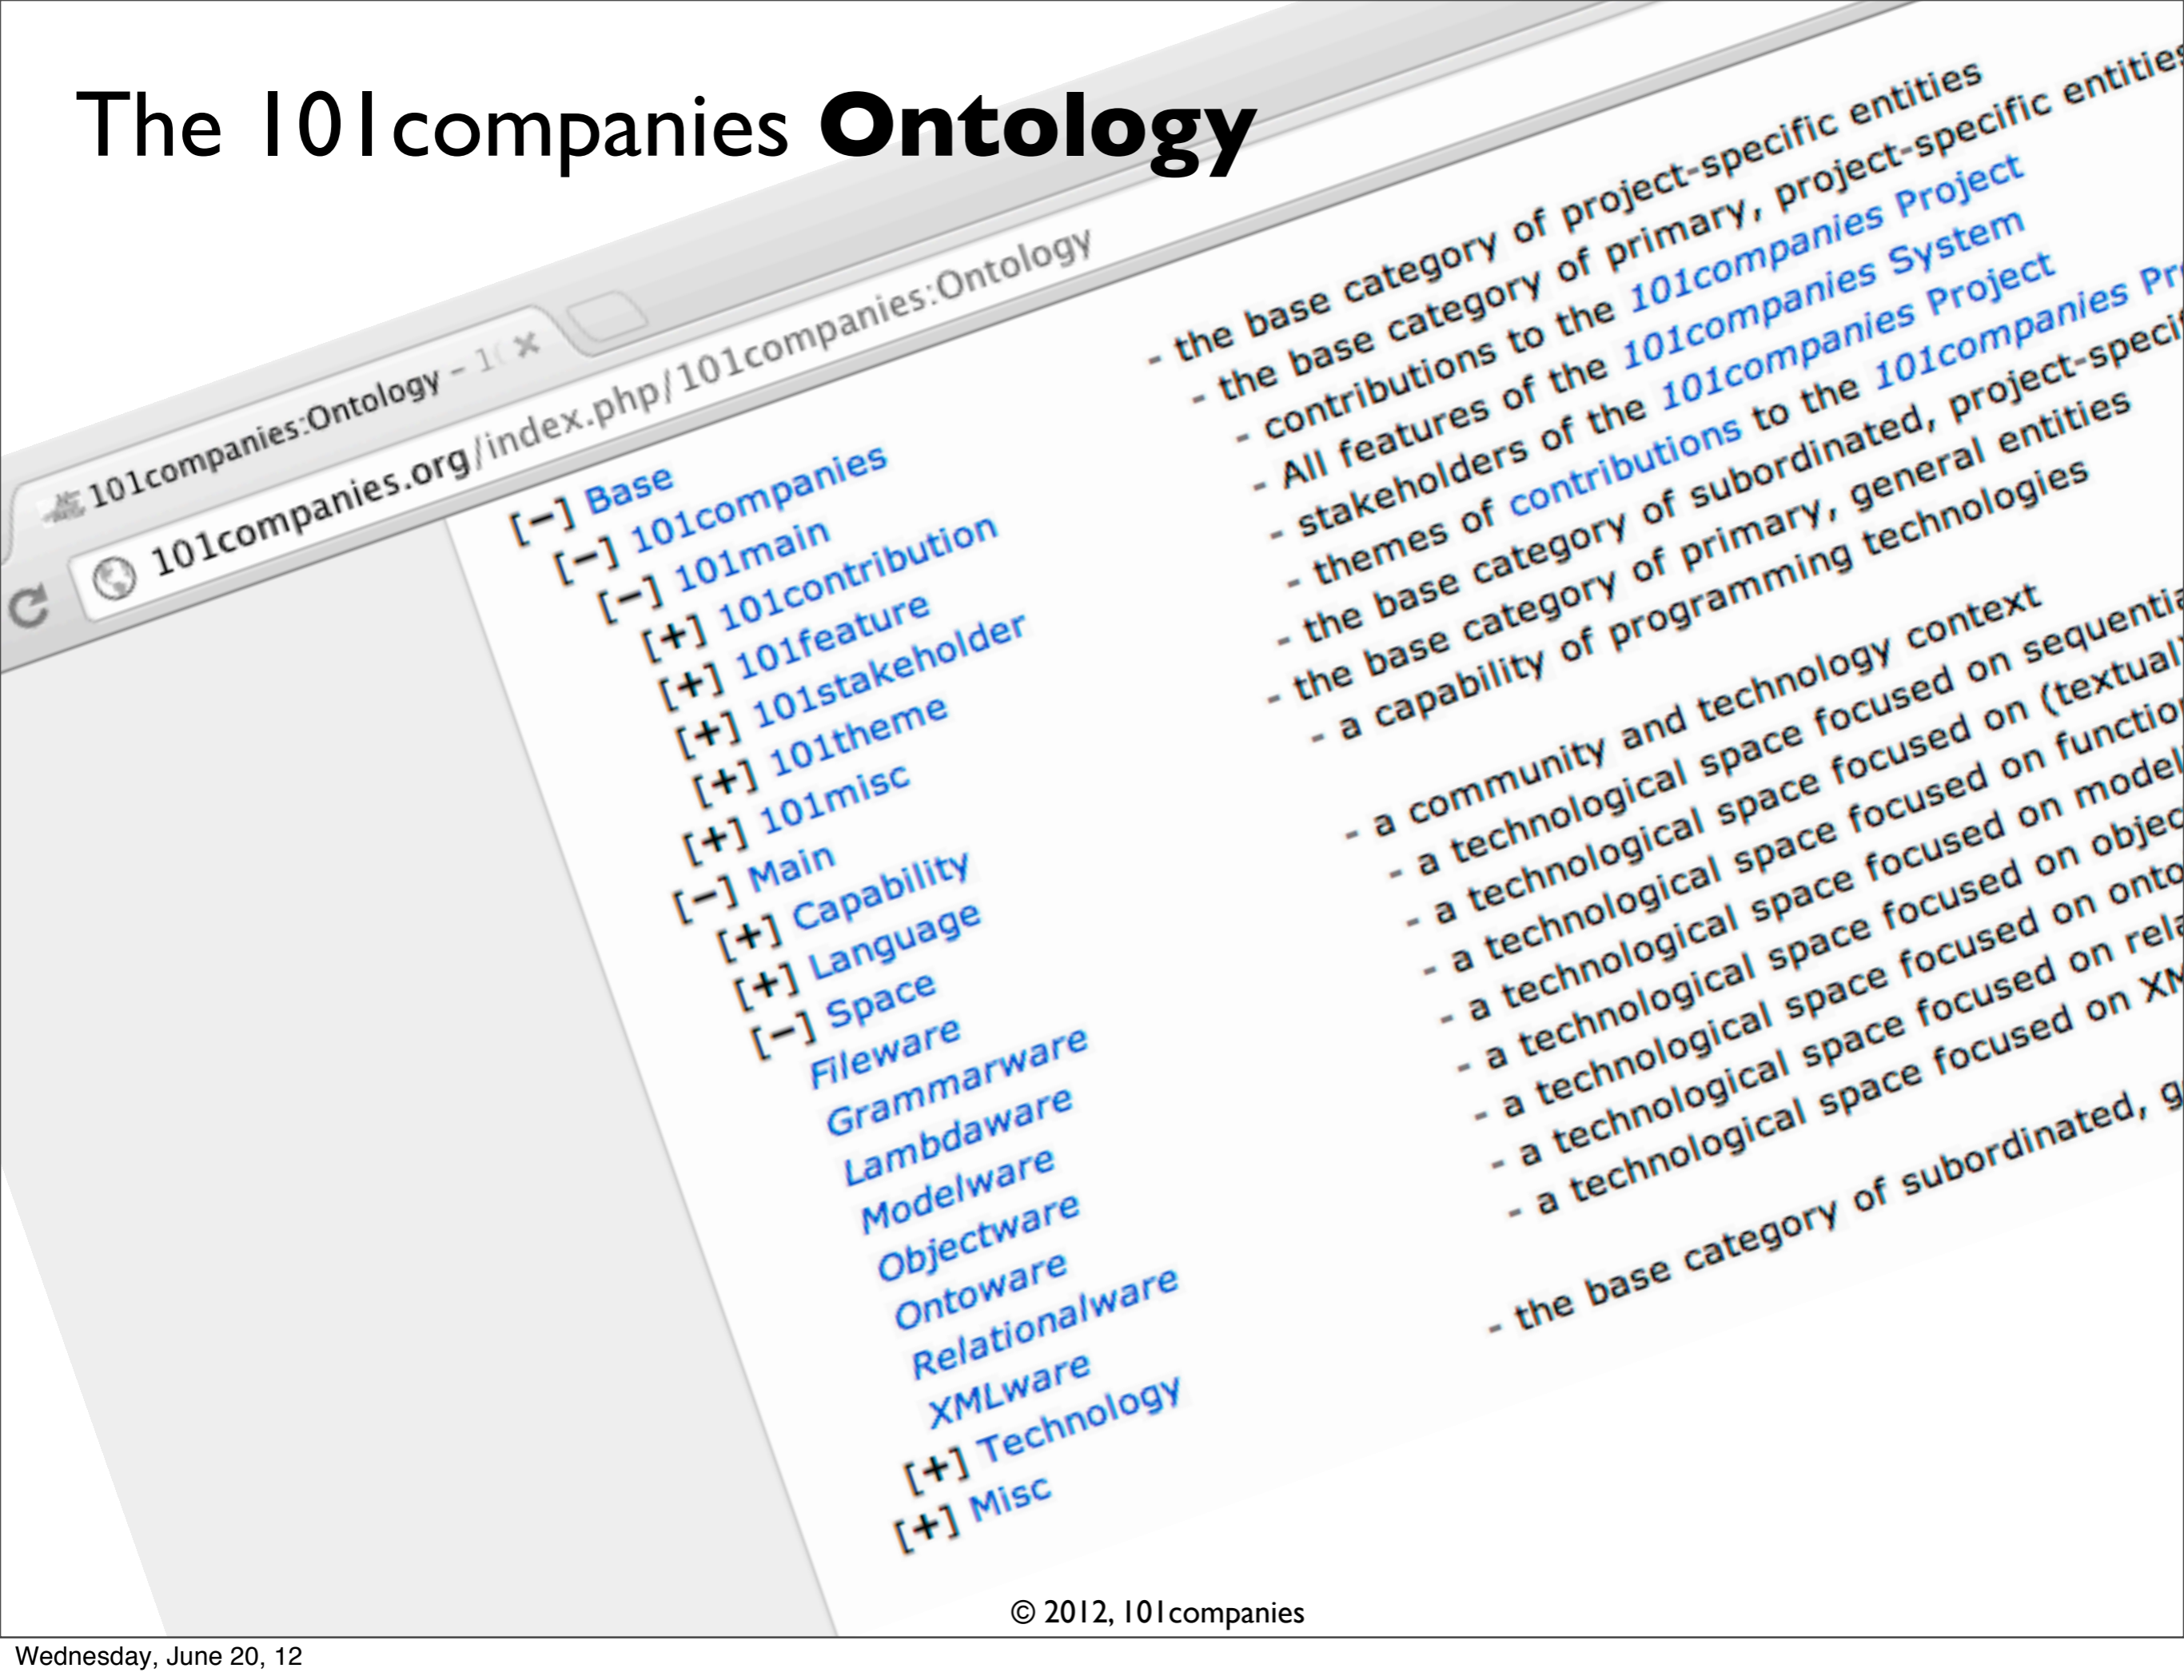 The 101companies Ontology
101companies:Ontology – 1
101companies.org/index.php/101companies:Ontology
[−] Base
[−] 101companies - the base category of project-specific entities
[−] 101main - the base category of primary, project-specific entities
[+] 101contribution - contributions to the 101companies Project
[+] 101feature - All features of the 101companies System
[+] 101stakeholder - stakeholders of the 101companies Project
[+] 101theme - themes of contributions to the 101companies
[+] 101misc - the base category of subordinated,
[−] Main - the base category of primary, general entities
[+] Capability - a capability of programming technologies
[+] Language
[−] Space - a community and technology context
Fileware - a technological space focused on
Grammarware - a technological space focused on (textual)
Lambdaware - a technological space focused on
Modelware - a technological space focused on
Objectware - a technological space focused on
Ontoware - a technological space focused on
Relationalware - a technological space focused on
XMLware - a technological space focused on
[+] Technology
[+] Misc - the base category of subordinated,
© 2012, 101companies
Wednesday, June 20, 12